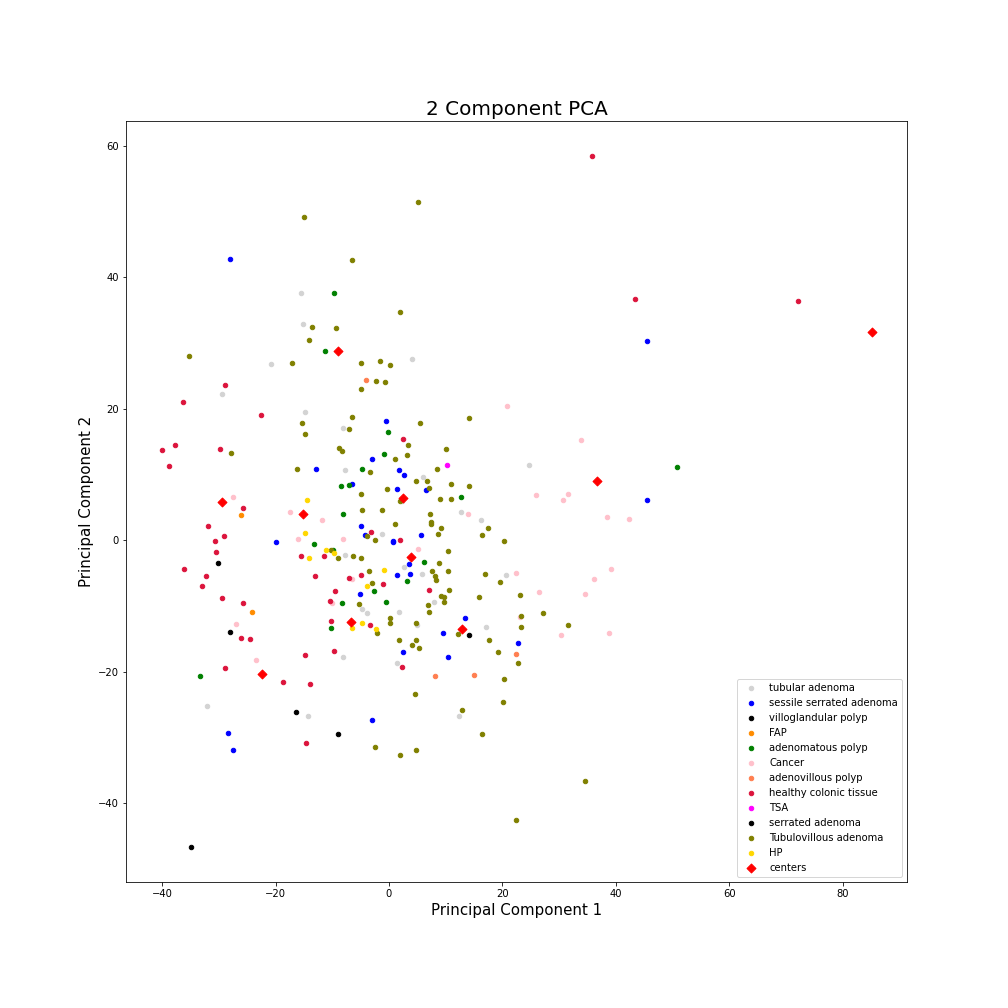 2 Component PCA
60
40
20
0
−20
−40
Principal Component 2
−40
−20
0
20
40
60
80
Principal Component 1
tubular adenoma
sessile serrated adenoma
villoglandular polyp
FAP
adenomatous polyp
Cancer
adenovillous polyp
healthy colonic tissue
TSA
serrated adenoma
Tubulovillous adenoma
HP
centers